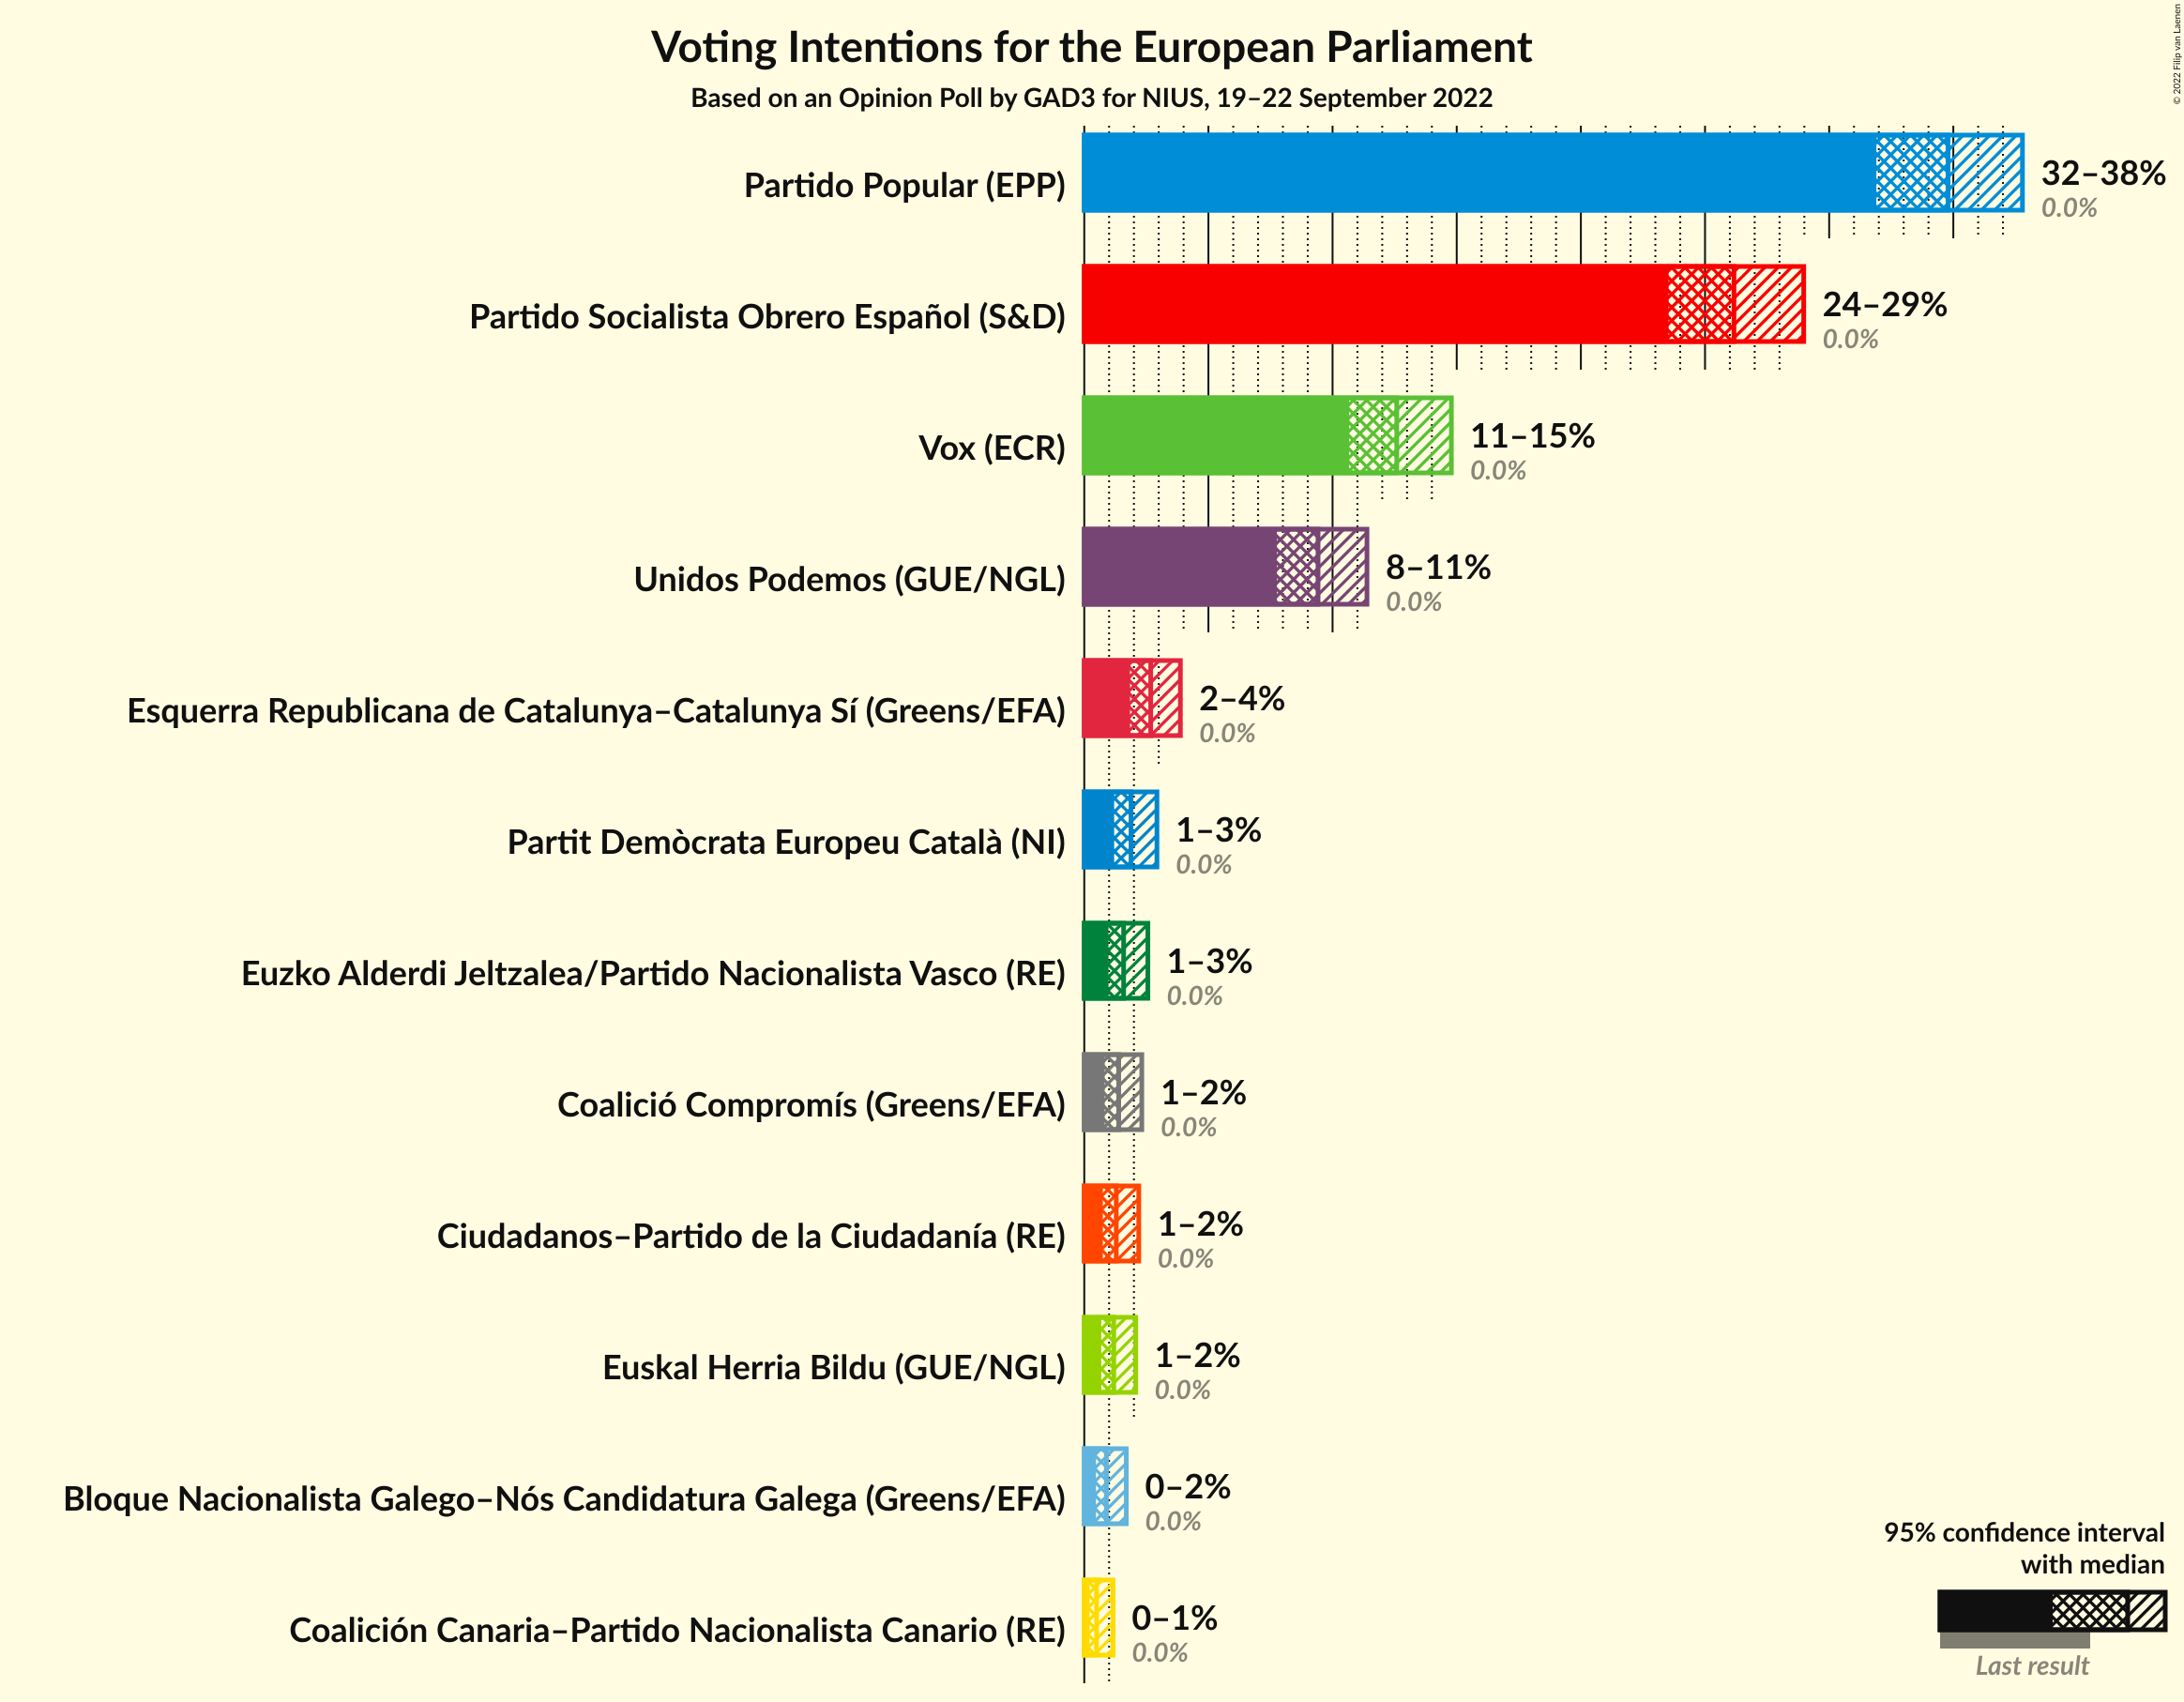 Voting Intentions for the European Parliament
Based on an Opinion Poll by GAD3 for NIUS, 19–22 September 2022
© 2022 Filip van Laenen
Partido Popular (EPP)
32–38%
0.0%
Partido Socialista Obrero Español (S&D)
24–29%
0.0%
Vox (ECR)
11–15%
0.0%
Unidos Podemos (GUE/NGL)
8–11%
0.0%
Esquerra Republicana de Catalunya–Catalunya Sí (Greens/EFA)
2–4%
0.0%
Partit Demòcrata Europeu Català (NI)
1–3%
0.0%
Euzko Alderdi Jeltzalea/Partido Nacionalista Vasco (RE)
1–3%
0.0%
Coalició Compromís (Greens/EFA)
1–2%
0.0%
Ciudadanos–Partido de la Ciudadanía (RE)
1–2%
0.0%
Euskal Herria Bildu (GUE/NGL)
1–2%
0.0%
Bloque Nacionalista Galego–Nós Candidatura Galega (Greens/EFA)
0–2%
0.0%
Coalición Canaria–Partido Nacionalista Canario (RE)
0–1%
0.0%
95% confidence interval
with median
Last result